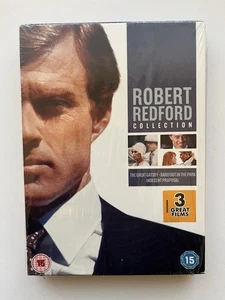 ROBERT
REDFORD
COLLECTION
THE GREAT GATSBY • BAREFOOT IN THE PARK
INDECENT PROPOSAL
3
GREAT
FILMS
15
15